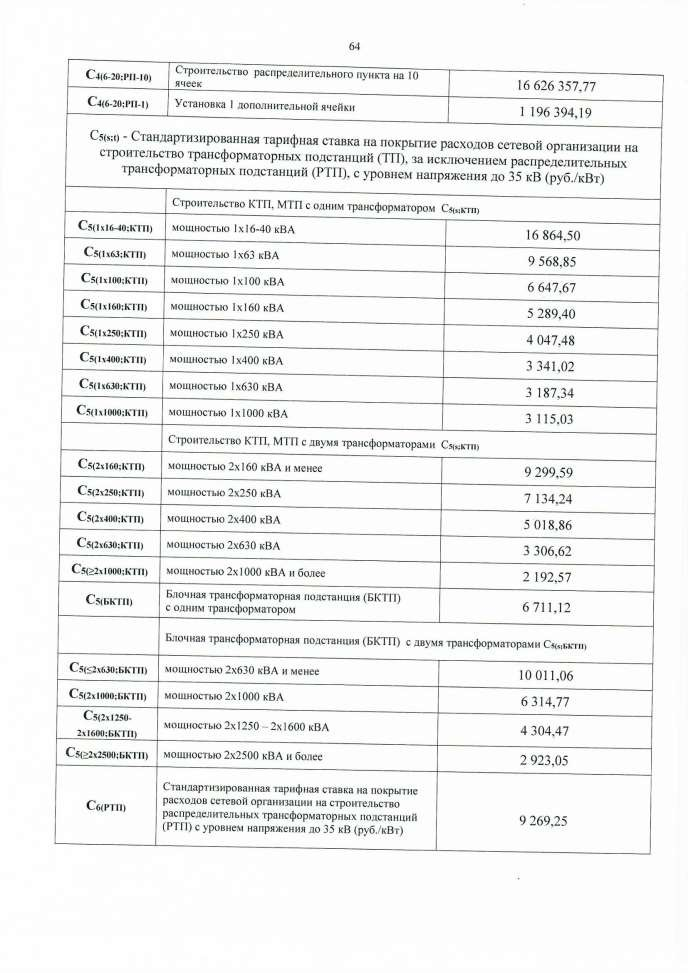 64
С4(6-20;РП-10) Строительство распределительного пункта на 10
ячеек 16 626 357,77
С4(6-20;РП-1) Установка 1 дополнительной ячейки 1 196 394,19
С5(s;t) - Стандартизированная тарифная ставка на покрытие расходов сетевой организации на
строительство трансформаторных подстанций (ТП), за исключением распределительных
трансформаторных подстанций (РТП), с уровнем напряжения до 35 кВ (руб./кВт)
Строительство КТП, МТП с одним трансформатором С5(s;КТП)
С5(1х16-40;КТП) мощностью 1х16-40 кВА 16 864,50
С5(1х63;КТП) мощностью 1х63 кВА 9 568,85
С5(1х100;КТП) мощностью 1х100 кВА 6 647,67
С5(1х160;КТП) мощностью 1х160 кВА 5 289,40
С5(1х250;КТП) мощностью 1х250 кВА 4 047,48
С5(1х400;КТП) мощностью 1х400 кВА 3 341,02
С5(1х630;КТП) мощностью 1х630 кВА 3 187,34
С5(1х1000;КТП) мощностью 1х1000 кВА 3 115,03
Строительство КТП, МТП с двумя трансформаторами С5(s;КТП)
С5(2х160;КТП) мощностью 2х160 кВА и менее 9 299,59
С5(2х250;КТП) мощностью 2х250 кВА 7 134,24
С5(2х400;КТП) мощностью 2х400 кВА 5 018,86
С5(2х630;КТП) мощностью 2х630 кВА 3 306,62
С5(≥2х1000;КТП) мощностью 2х1000 кВА и более 2 192,57
С5(БКТП) Блочная трансформаторная подстанция (БКТП)
с одним трансформатором 6 711,12
Блочная трансформаторная подстанция (БКТП) с двумя трансформаторами С5(s;БКТП)
С5(≤2х630;БКТП) мощностью 2х630 кВА и менее 10 011,06
С5(2х1000;БКТП) мощностью 2х1000 кВА 6 314,77
С5(2х1250-
2х1600;БКТП) мощностью 2х1250 – 2х1600 кВА 4 304,47
С5(≥2х2500;БКТП) мощностью 2х2500 кВА и более 2 923,05
С6(РТП) Стандартизированная тарифная ставка на покрытие
расходов сетевой организации на строительство
распределительных трансформаторных подстанций
(РТП) с уровнем напряжения до 35 кВ (руб./кВт) 9 269,25